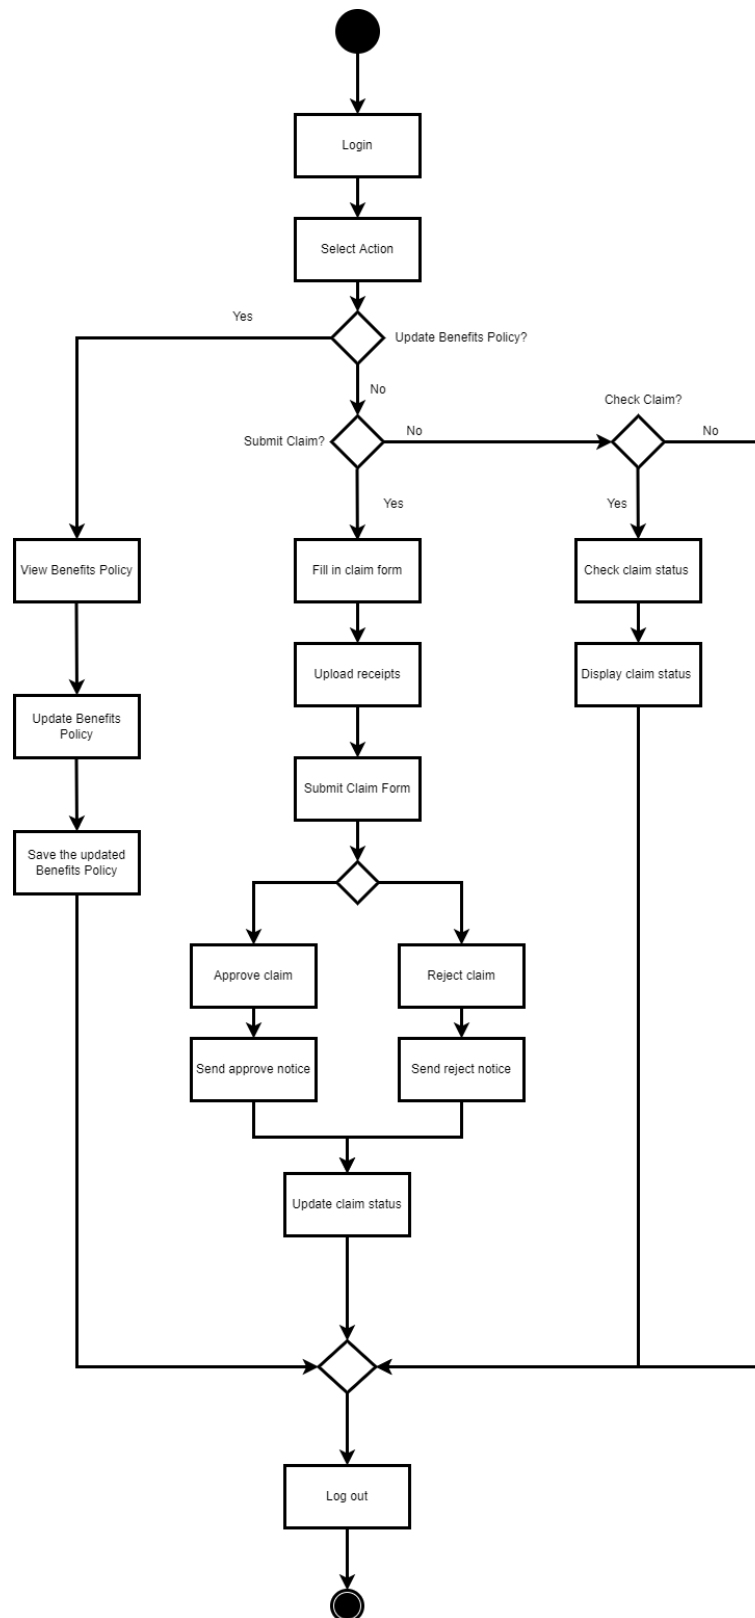 Login
Select Action
Yes
Update Benefits Policy?
No
Check Claim?
Submit Claim?
No
No
Yes
Yes
View Benefits Policy
Fill in claim form
Check claim status
Upload receipts
Display claim status
Update Benefits
Policy
Submit Claim Form
Save the updated
Benefits Policy
Approve claim
Reject claim
Send approve notice
Send reject notice
Update claim status
Log out